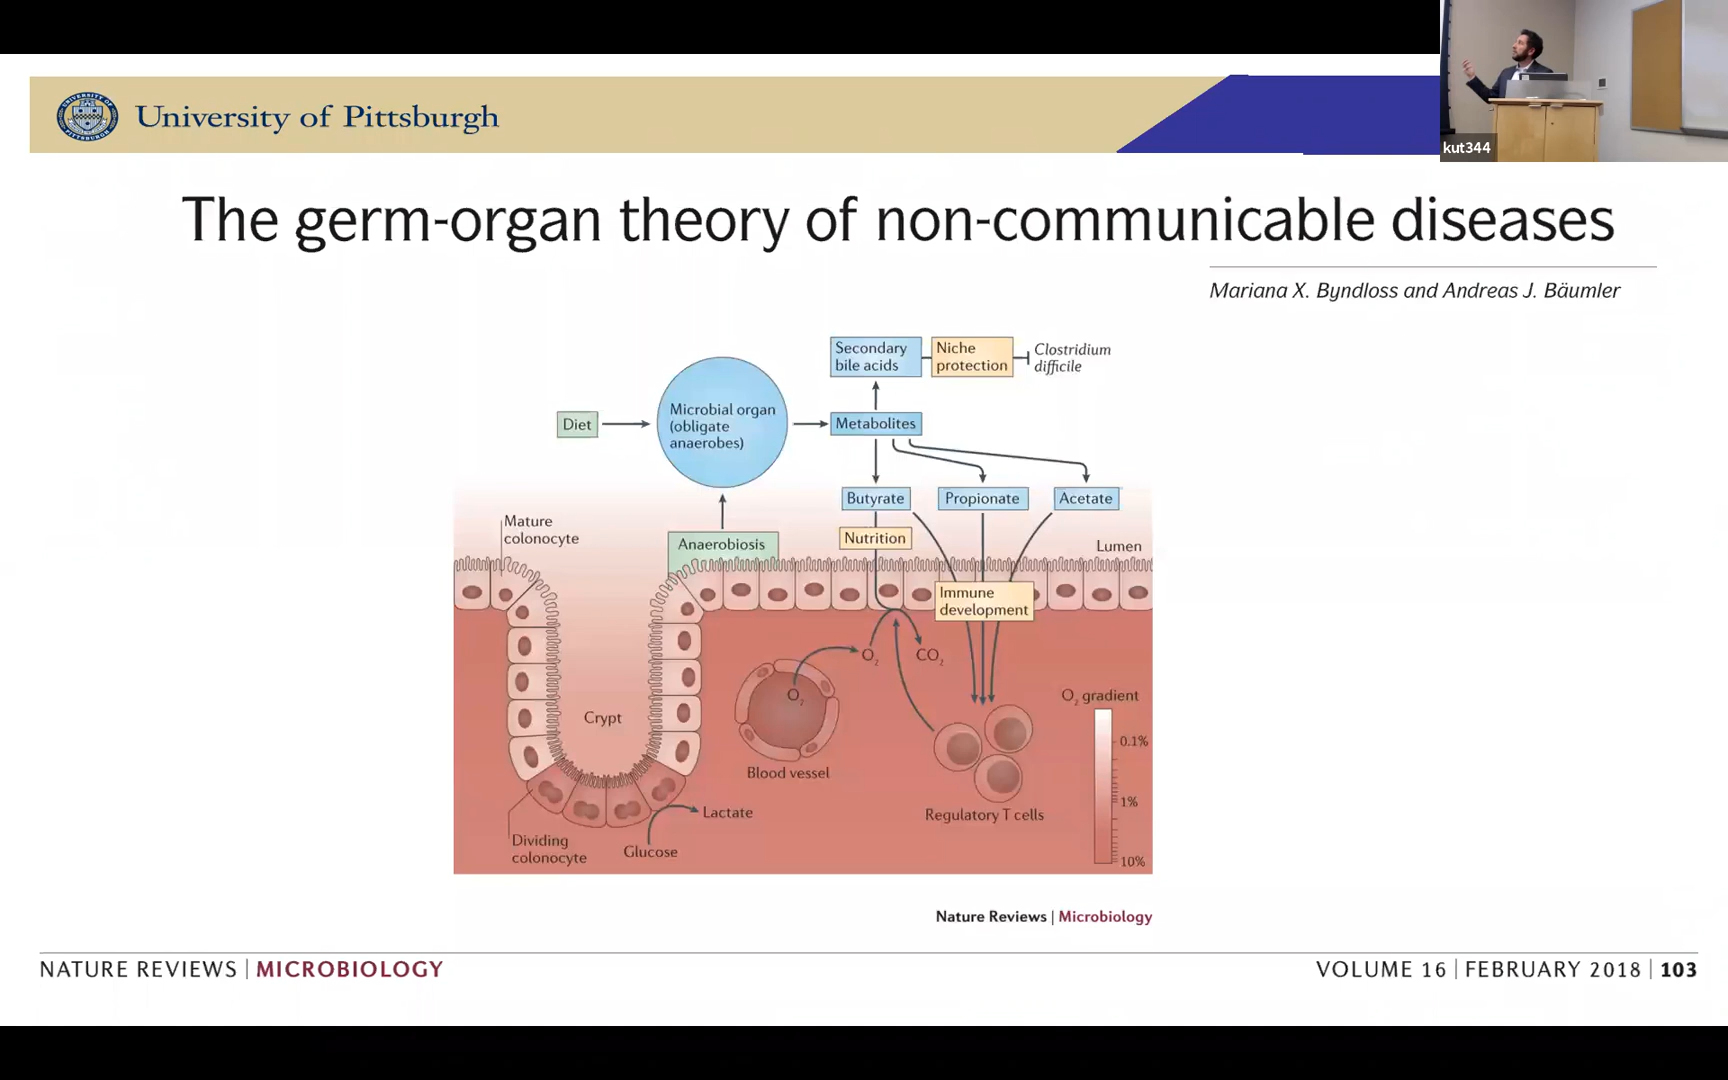 University of Pittsburgh
kut344
The germ-organ theory of non-communicable diseases
Mariana X. Byndloss and Andreas J. Bäumler
Secondary
bile acids
Niche
protection
Clostridium
difficile
Diet
Microbial organ
(obligate
anaerobes)
Metabolites
Butyrate
Propionate
Acetate
Mature
colonocyte
Anaerobiosis
Nutrition
Lumen
Immune
development
O₂
CO₂
O₂
O₂ gradient
0.1%
1%
10%
Crypt
Blood vessel
Regulatory T cells
Lactate
Glucose
Dividing
colonocyte
Nature Reviews | Microbiology
NATURE REVIEWS | MICROBIOLOGY
VOLUME 16 | FEBRUARY 2018 | 103